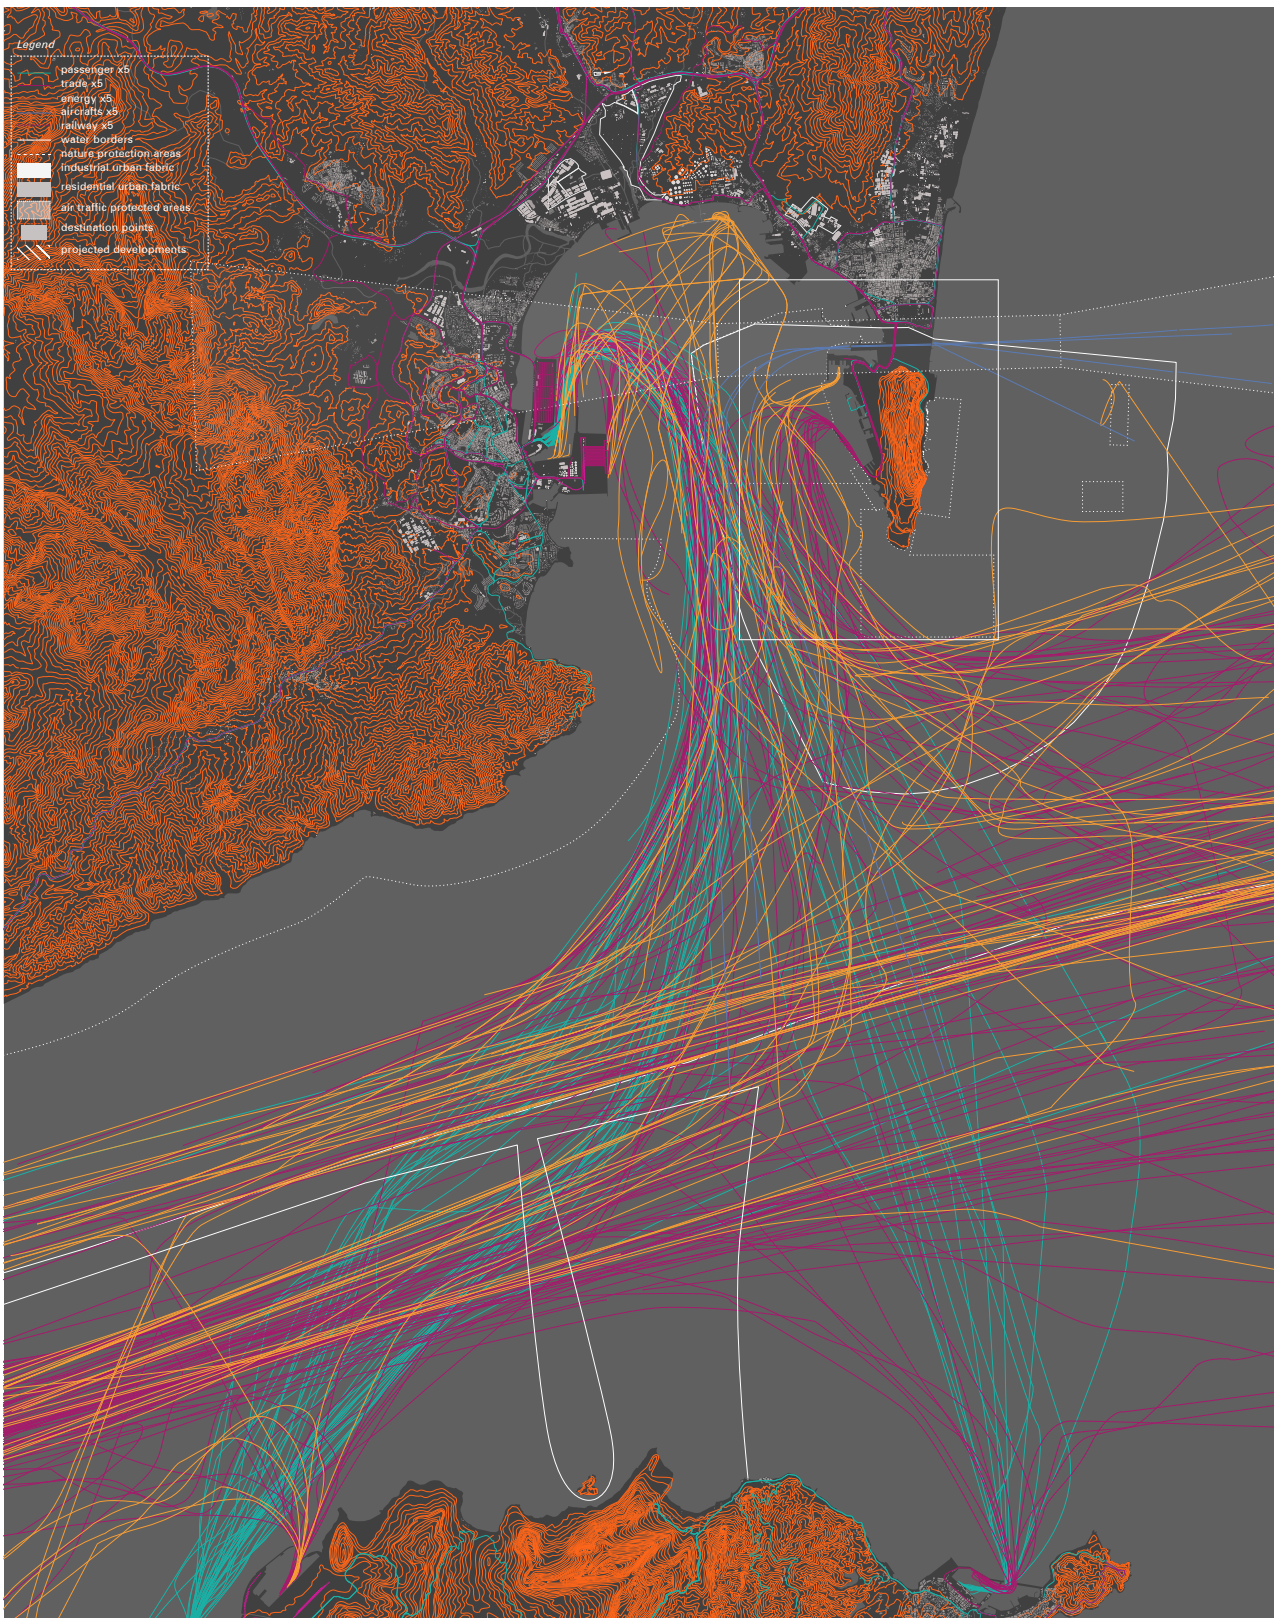 Legend
passenger x5
trade x5
energy x5
aircrafts x5
railway x5
water borders
nature protection areas
industrial urban fabric
residential urban fabric
air traffic protected areas
destination points
projected developments